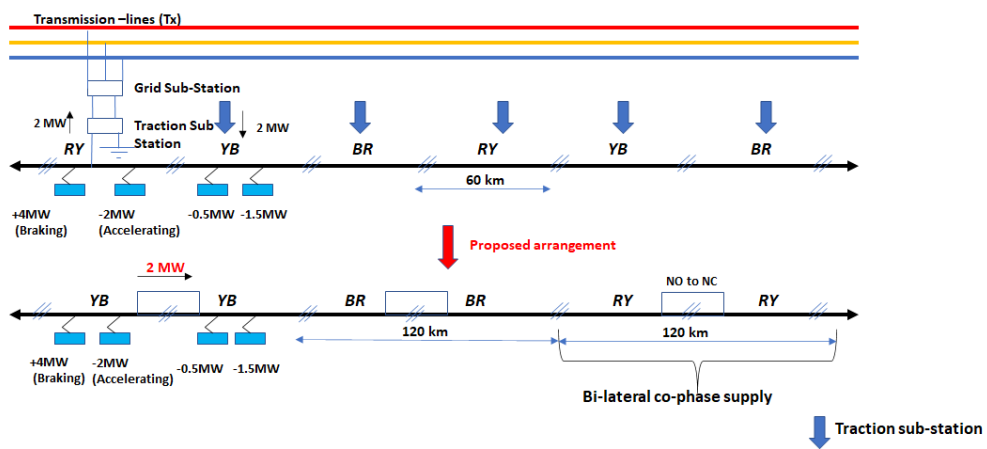 Transmission –lines (Tx)
Grid Sub-Station
2 MW
Traction Sub
Station
2 MW
RY
YB
BR
RY
YB
BR
60 km
+4MW
(Braking)
-2MW
(Accelerating)
-0.5MW
-1.5MW
Proposed arrangement
2 MW
NO to NC
YB
YB
BR
BR
RY
RY
120 km
120 km
+4MW
(Braking)
-2MW
(Accelerating)
-0.5MW
-1.5MW
Bi-lateral co-phase supply
Traction sub-station